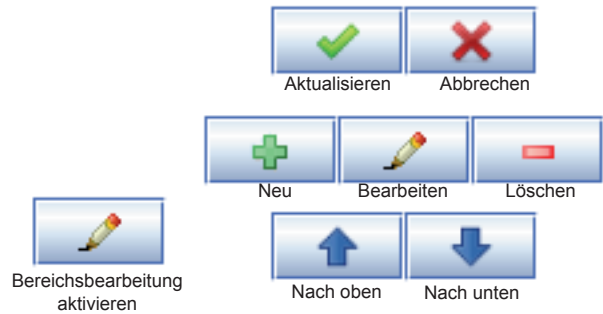 Aktualisieren
Abbrechen
Neu
Bearbeiten
Löschen
Bereichsbearbeitung
aktivieren
Nach oben
Nach unten